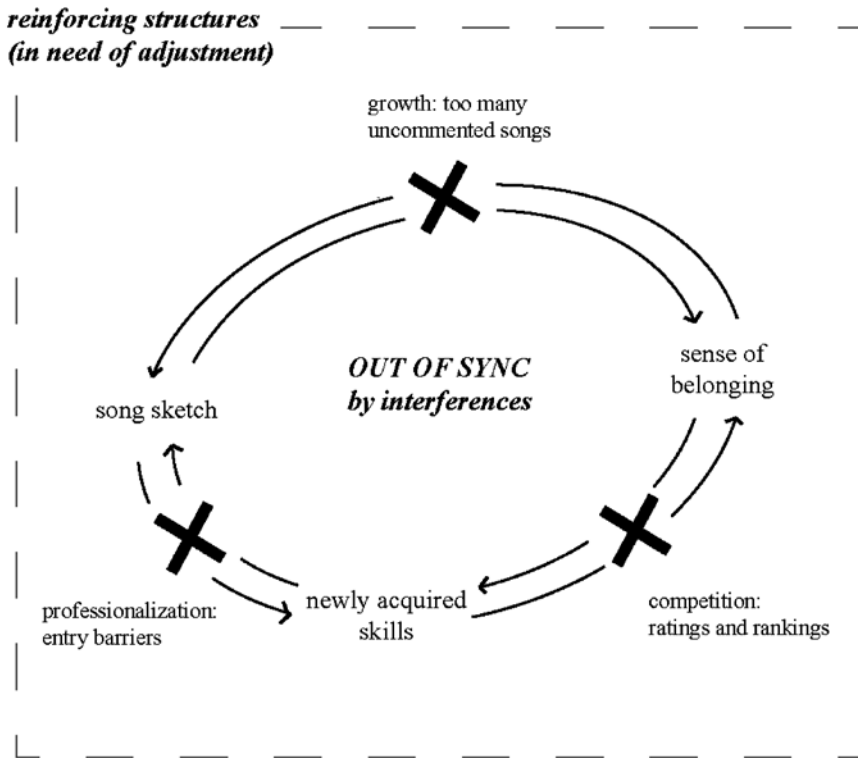 reinforcing structures
(in need of adjustment)
growth: too many
uncommented songs
OUT OF SYNC
by interferences
sense of
belonging
song sketch
newly acquired
skills
professionalization:
entry barriers
competition:
ratings and rankings